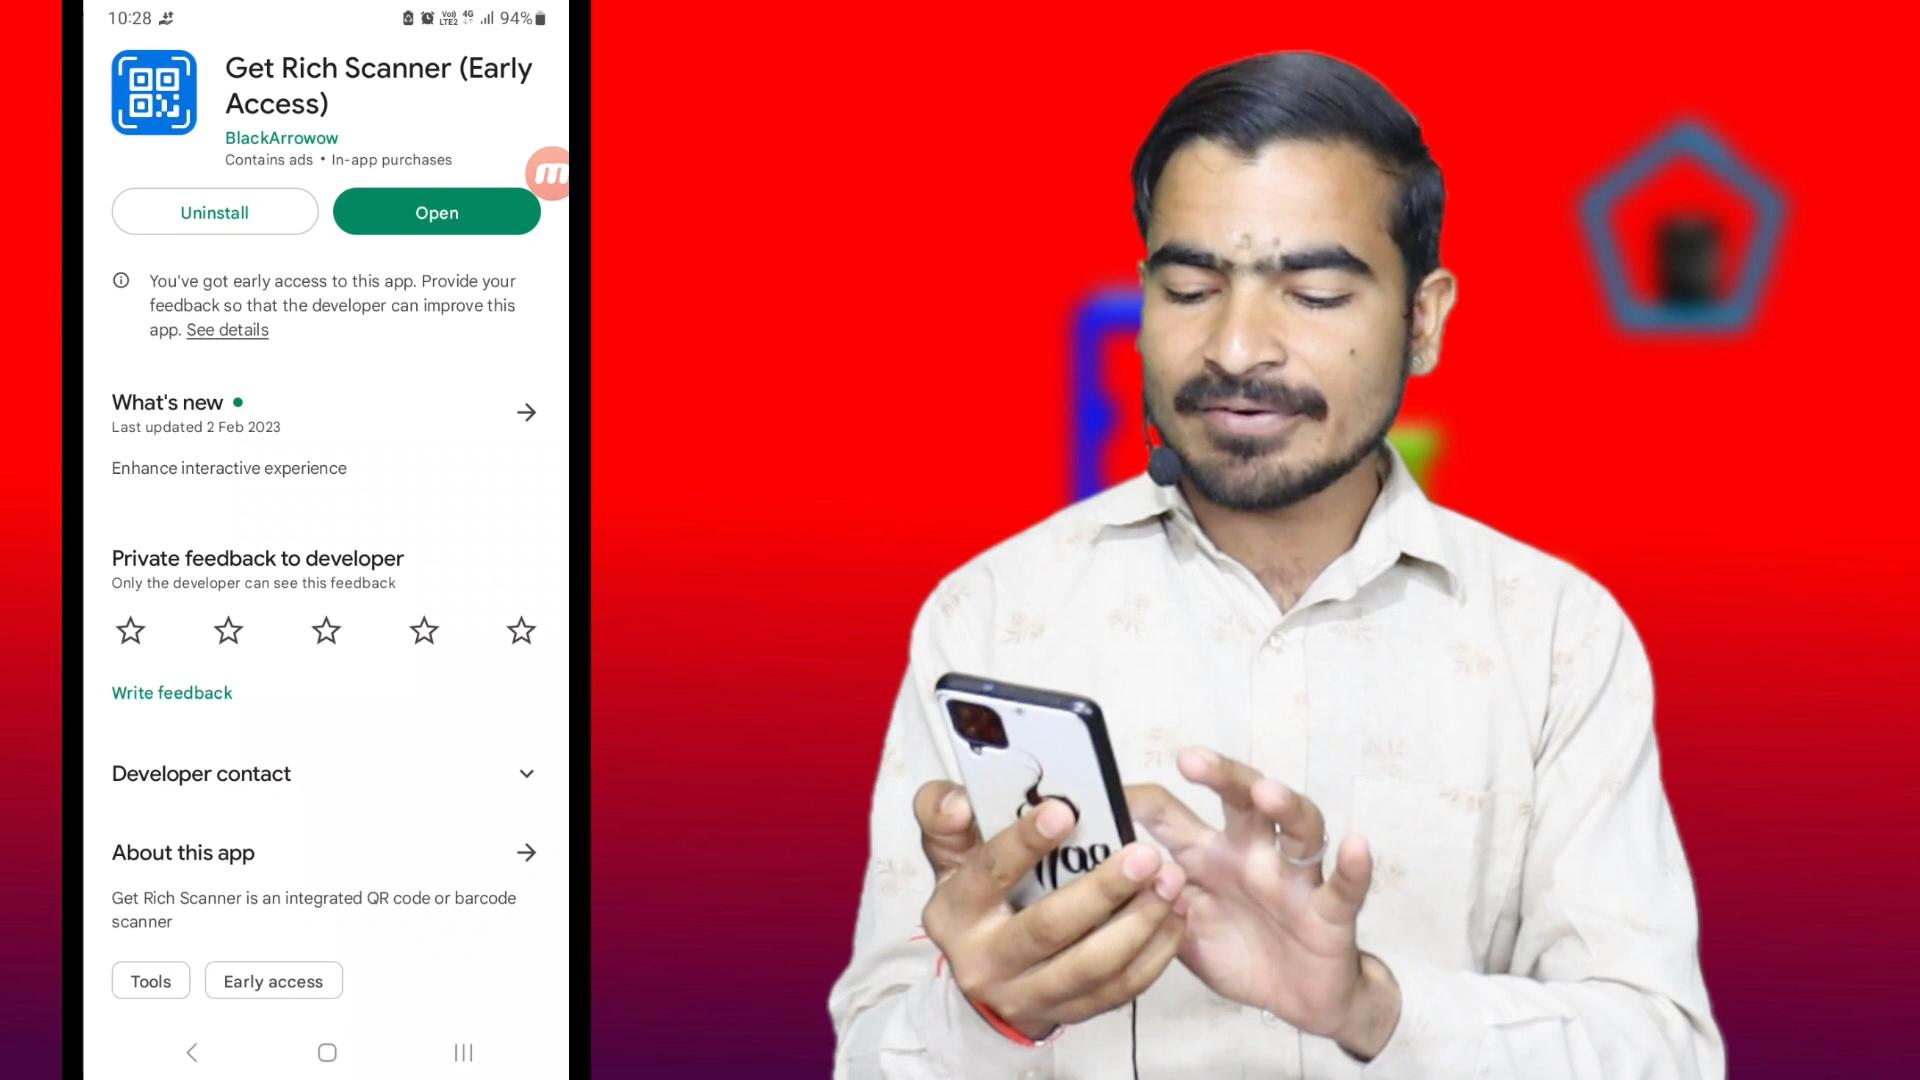 10:28
Vo))
LTE2
4G
94%
Get Rich Scanner (Early
Access)
BlackArrowow
Contains ads • In-app purchases
m
Uninstall
Open
You've got early access to this app. Provide your
feedback so that the developer can improve this
app. See details
What's new
Last updated 2 Feb 2023
Enhance interactive experience
Private feedback to developer
Only the developer can see this feedback
Write feedback
Developer contact
About this app
Get Rich Scanner is an integrated QR code or barcode
scanner
Tools
Early access